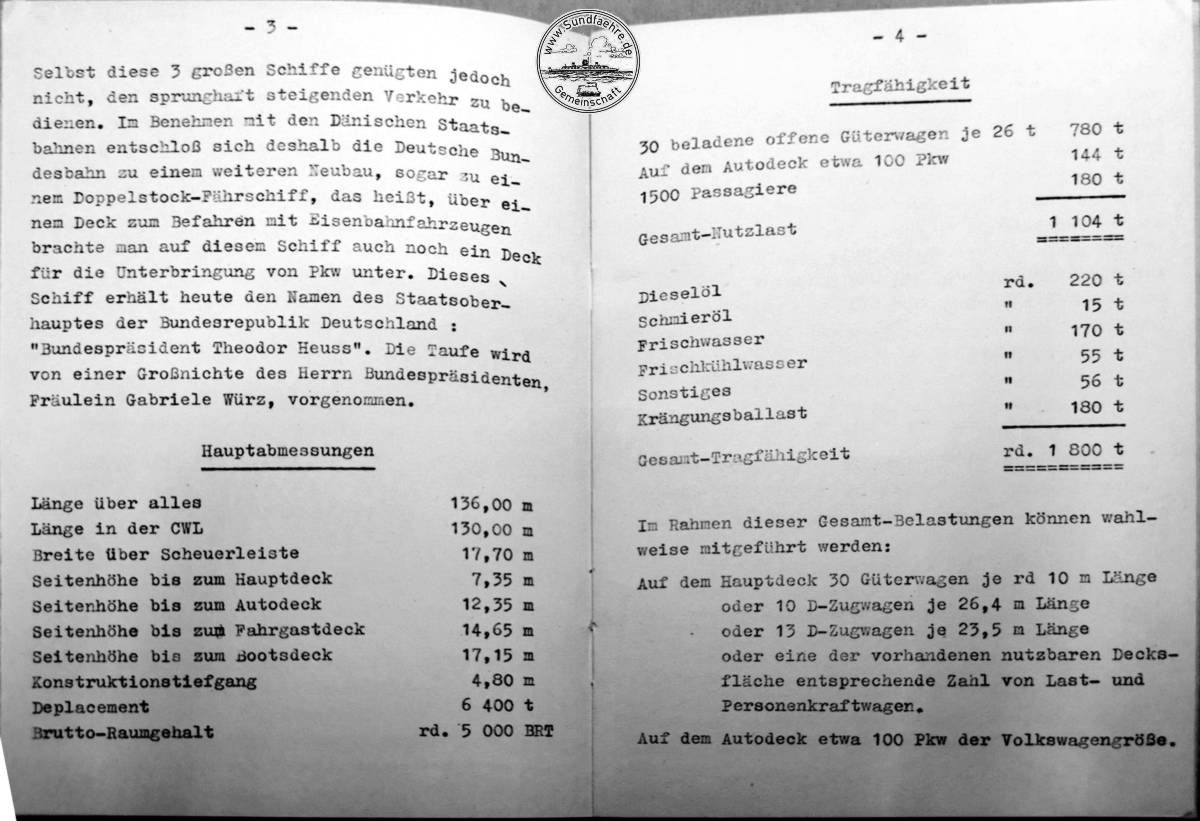 - 3 -
Selbst diese 3 großen Schiffe genügten jedoch
nicht, den sprunghaft steigenden Verkehr zu be-
dienen. Im Benehmen mit den Dänischen Staats-
bahnen entschloß sich deshalb die Deutsche Bun-
desbahn zu einem weiteren Neubau, sogar zu ei-
nem Doppelstock-Fährschiff, das heißt, über ei-
nem Deck zum Befahren mit Eisenbahnfahrzeugen
brachte man auf diesem Schiff auch noch ein Deck
für die Unterbringung von Pkw unter. Dieses
Schiff erhält heute den Namen des Staatsober-
hauptes der Bundesrepublik Deutschland :
"Bundespräsident Theodor Heuss". Die Taufe wird
von einer Großnichte des Herrn Bundespräsidenten,
Fräulein Gabriele Würz, vorgenommen.
Hauptabmessungen
Länge über alles 136,00 m
Länge in der CWL 130,00 m
Breite über Scheuerleiste 17,70 m
Seitenhöhe bis zum Hauptdeck 7,35 m
Seitenhöhe bis zum Autodeck 12,35 m
Seitenhöhe bis zum Fahrgastdeck 14,65 m
Seitenhöhe bis zum Bootsdeck 17,15 m
Konstruktionstiefgang 4,80 m
Deplacement 6 400 t
Brutto-Raumgehalt rd. 5 000 BRT
www.Sundfaehre.de
Gemeinschaft
- 4 -
Tragfähigkeit
30 beladene offene Güterwagen je 26 t 780 t
Auf dem Autodeck etwa 100 Pkw 144 t
1500 Passagiere 180 t
Gesamt-Nutzlast 1 104 t
Dieselöl rd. 220 t
Schmieröl " 15 t
Frischwasser " 170 t
Frischkühlwasser " 55 t
Sonstiges " 56 t
Krängungsballast " 180 t
Gesamt-Tragfähigkeit rd. 1 800 t
Im Rahmen dieser Gesamt-Belastungen können wahl-
weise mitgeführt werden:
Auf dem Hauptdeck 30 Güterwagen je rd 10 m Länge
oder 10 D-Zugwagen je 26,4 m Länge
oder 13 D-Zugwagen je 23,5 m Länge
oder eine der vorhandenen nutzbaren Decks-
fläche entsprechende Zahl von Last- und
Personenkraftwagen.
Auf dem Autodeck etwa 100 Pkw der Volkswagengröße.